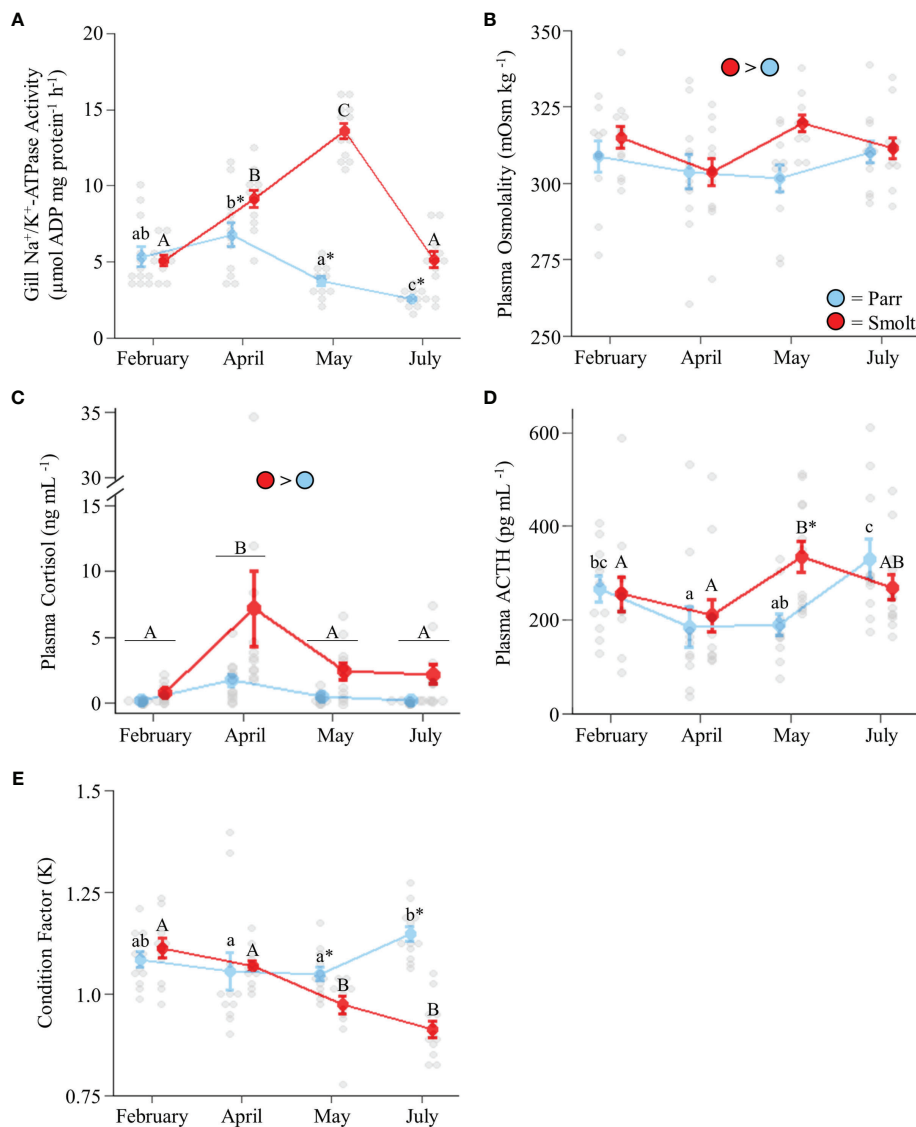 A
Gill Na⁺/K⁺-ATPase Activity
(µmol ADP mg protein⁻¹ h⁻¹)
20
15
10
5
0
ab
A
b*
B
a*
C
c*
A
February
April
May
July
B
Plasma Osmolality (mOsm kg ⁻¹)
350
325
300
275
250
>
= Parr
= Smolt
February
April
May
July
C
Plasma Cortisol (ng mL ⁻¹)
35
30
15
10
5
0
>
A
B
A
A
February
April
May
July
D
Plasma ACTH (pg mL ⁻¹)
600
400
200
0
bc
A
a
A
ab
B*
c
AB
February
April
May
July
E
Condition Factor (K)
1.5
1.25
1.0
0.75
ab
A
a
A
a*
B
b*
B
February
April
May
July